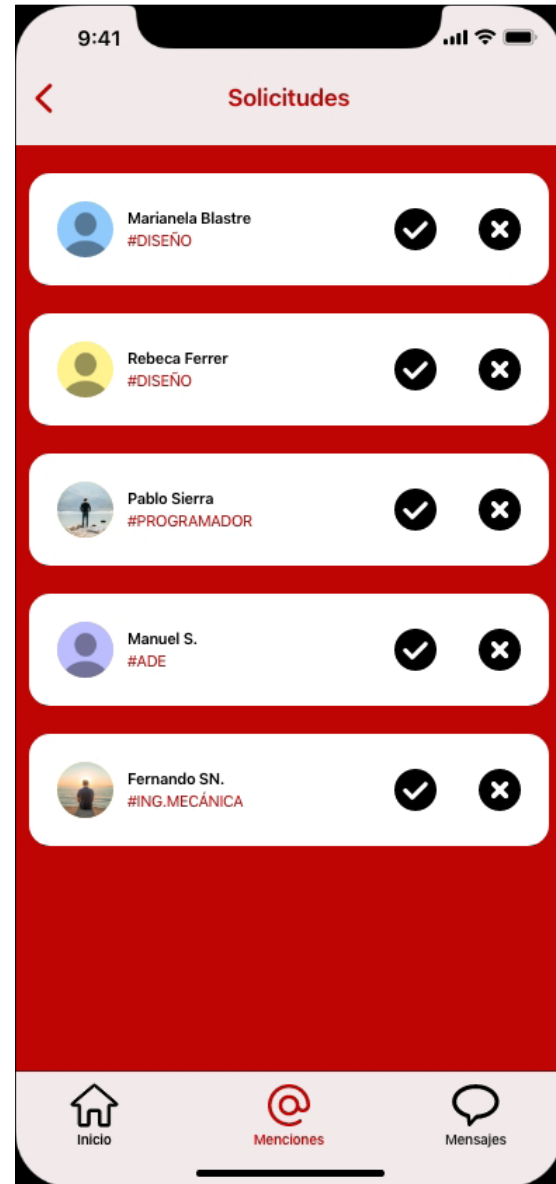 9:41
Solicitudes
Marianela Blastre
#DISEÑO
Rebeca Ferrer
#DISEÑO
Pablo Sierra
#PROGRAMADOR
Manuel S.
#ADE
Fernando SN.
#ING.MECÁNICA
Inicio
Menciones
Mensajes